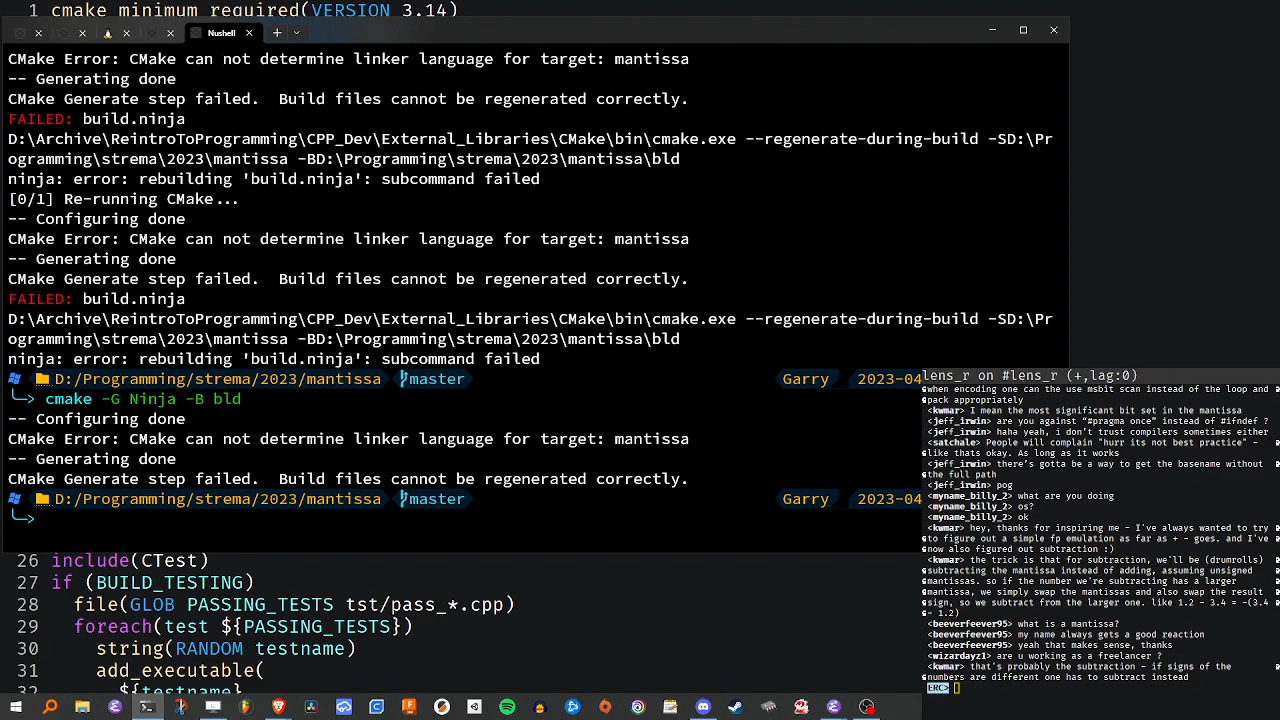 1 cmake_minimum_required(VERSION 3.14)
Nushell
CMake Error: CMake can not determine linker language for target: mantissa
-- Generating done
CMake Generate step failed.  Build files cannot be regenerated correctly.
FAILED: build.ninja
D:\Archive\ReintroToProgramming\CPP_Dev\External_Libraries\CMake\bin\cmake.exe --regenerate-during-build -SD:\Pr
ogramming\strema\2023\mantissa -BD:\Programming\strema\2023\mantissa\bld
ninja: error: rebuilding 'build.ninja': subcommand failed
[0/1] Re-running CMake...
-- Configuring done
CMake Error: CMake can not determine linker language for target: mantissa
-- Generating done
CMake Generate step failed.  Build files cannot be regenerated correctly.
FAILED: build.ninja
D:\Archive\ReintroToProgramming\CPP_Dev\External_Libraries\CMake\bin\cmake.exe --regenerate-during-build -SD:\Pr
ogramming\strema\2023\mantissa -BD:\Programming\strema\2023\mantissa\bld
ninja: error: rebuilding 'build.ninja': subcommand failed
D:/Programming/strema/2023/mantissa master Garry 2023-04
cmake -G Ninja -B bld
-- Configuring done
CMake Error: CMake can not determine linker language for target: mantissa
-- Generating done
CMake Generate step failed.  Build files cannot be regenerated correctly.
D:/Programming/strema/2023/mantissa master Garry 2023-04
26 include(CTest)
27 if (BUILD_TESTING)
28   file(GLOB PASSING_TESTS tst/pass_*.cpp)
29   foreach(test ${PASSING_TESTS})
30     string(RANDOM testname)
31     add_executable(
32       ${testname}
lens_r on #lens_r (+,lag:0)
when encoding one can the use msbit scan instead of the loop and
pack appropriately
<kwmar> I mean the most significant bit set in the mantissa
<jeff_irwin> are you against "#pragma once" instead of #ifndef ?
<jeff_irwin> haha yeah, i don't trust compilers sometimes either
<satchale> People will complain "hurr its not best practice" -
like thats okay. As long as it works
<jeff_irwin> there's gotta be a way to get the basename without
the full path
<jeff_irwin> pog
<myname_billy_2> what are you doing
<myname_billy_2> os?
<myname_billy_2> ok
<kwmar> hey, thanks for inspiring me - I've always wanted to try
to figure out a simple fp emulation as far as + - goes. and I've
now also figured out subtraction :)
<kwmar> the trick is that for subtraction, we'll be (drumrolls)
subtracting the mantissa instead of adding, assuming unsigned
mantissas. so if the number we're subtracting has a larger
mantissa, we simply swap the mantissas and also swap the result
sign, so we subtract from the larger one. like 1.2 - 3.4 = -(3.4
- 1.2)
<beeverfeever95> what is a mantissa?
<beeverfeever95> my name always gets a good reaction
<beeverfeever95> yeah that makes sense, thanks
<wizardayz1> are u working as a freelancer ?
<kwmar> that's probably the subtraction - if signs of the
numbers are different one has to subtract instead
ERC>